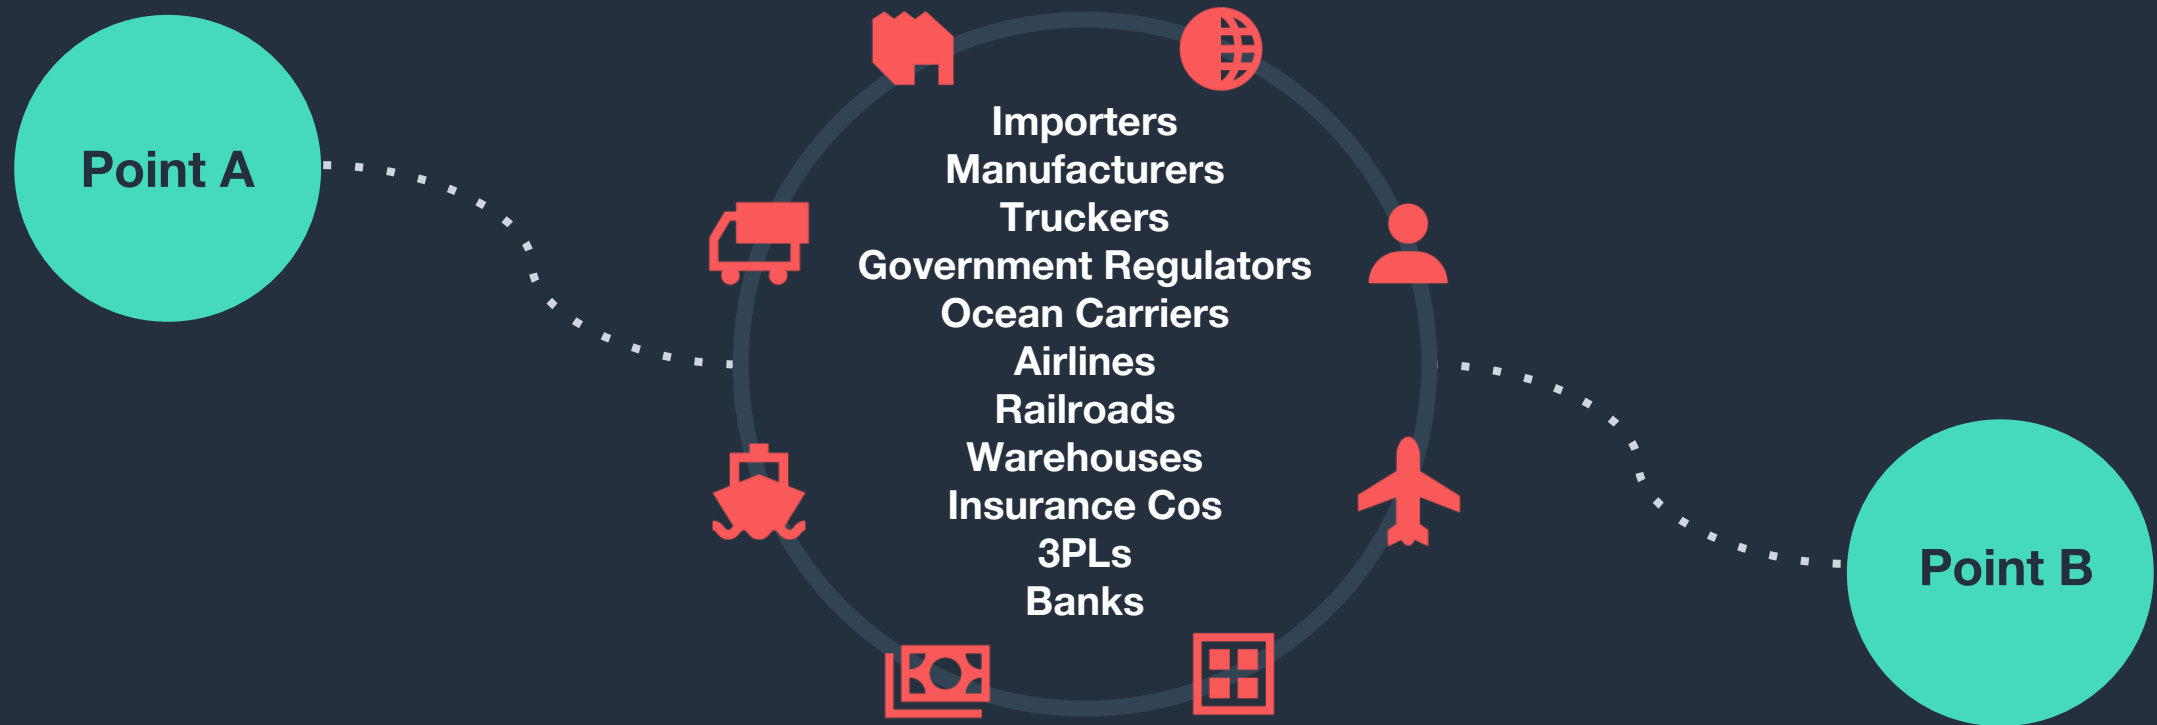 Point A
Importers
Manufacturers
Truckers
Government Regulators
Ocean Carriers
Airlines
Railroads
Warehouses
Insurance Cos
3PLs
Banks
Point B